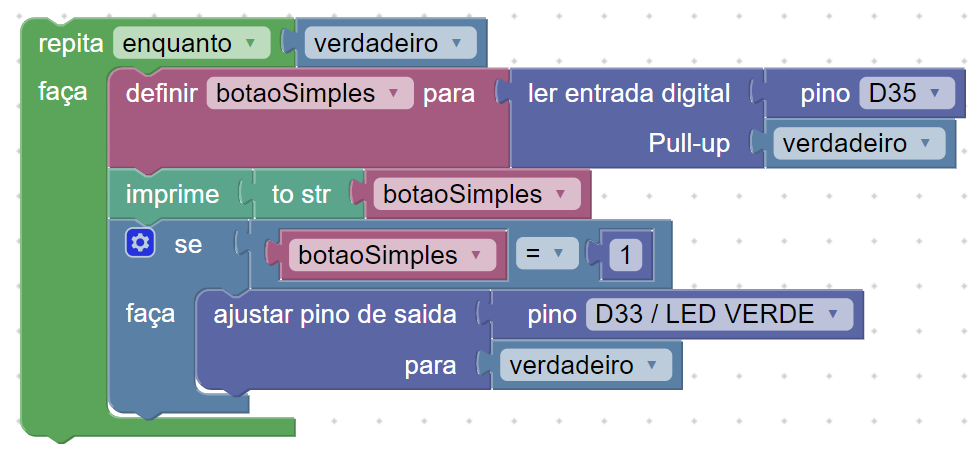 repita enquanto verdadeiro
faça definir botaoSimples para ler entrada digital pino D35
Pull-up verdadeiro
imprime to str botaoSimples
se botaoSimples = 1
faça ajustar pino de saida pino D33 / LED VERDE
para verdadeiro